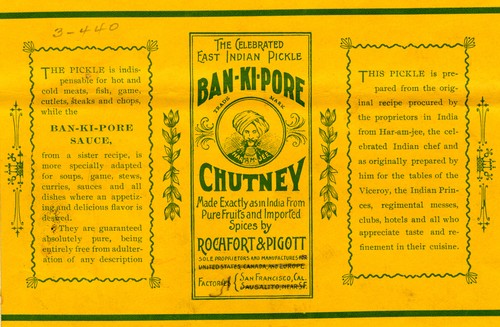 3-440
THE PICKLE is indis-
pensable for hot and
cold meats, fish, game,
cutlets, steaks and chops,
while the
BAN-KI-PORE
SAUCE,
from a sister recipe, is
more specially adapted
for soups, game, stews,
curries, sauces and all
dishes where an appetiz-
ing and delicious flavor is
desired.
They are guaranteed
absolutely pure, being
entirely free from adulter-
ation of any description
THE CELEBRATED
EAST INDIAN PICKLE
BAN-KI-PORE
TRADE MARK
CHUTNEY
Made Exactly as in India From
Pure Fruits and Imported
Spices by
ROCHFORT & PIGOTT
SOLE PROPRIETORS AND MANUFACTURERS FOR
UNITED STATES, CANADA AND EUROPE.
FACTORIES { SAN FRANCISCO, CAL.
SAUSALITO NEAR S.F.
THIS PICKLE is pre-
pared from the orig-
inal recipe procured by
the proprietors in India
from Har-am-jee, the cel-
ebrated Indian chef and
as originally prepared by
him for the tables of the
Viceroy, the Indian Prin-
ces, regimental messes,
clubs, hotels and all who
appreciate taste and re-
finement in their cuisine.